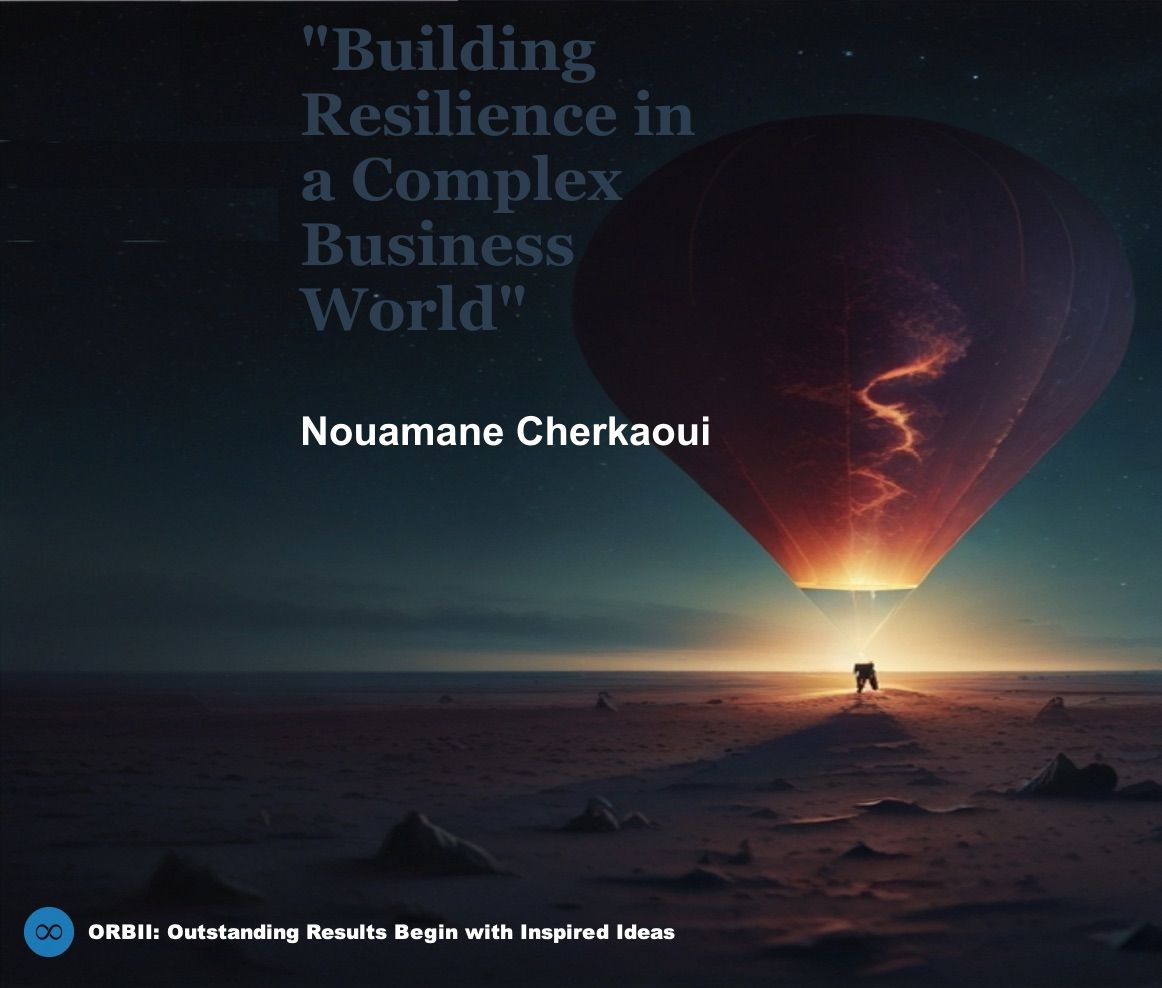 "Building
Resilience in
a Complex
Business
World"
Nouamane Cherkaoui
ORBII: Outstanding Results Begin with Inspired Ideas